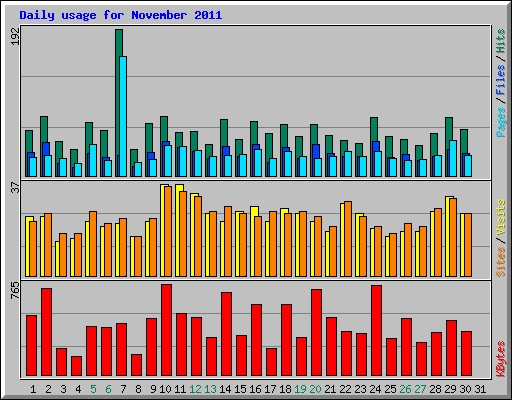 Daily usage for November 2011
192
Pages / Files / Hits
37
Sites / Visits
765
KBytes
1 2 3 4 5 6 7 8 9 10 11 12 13 14 15 16 17 18 19 20 21 22 23 24 25 26 27 28 29 30 31